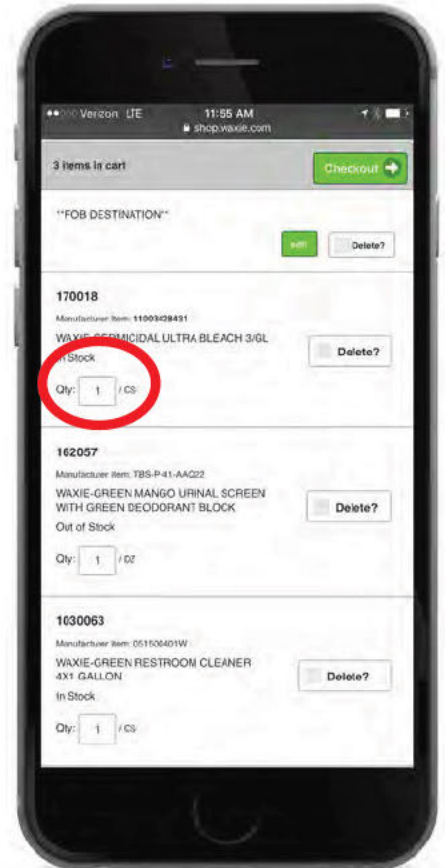 Verizon LTE 11:55 AM
shop.waxie.com
3 items in cart
Checkout
**FOB DESTINATION**
Delete?
170018
Manufacturer Item: 11003428431
WAXIE-GERMICIDAL ULTRA BLEACH 3/GL
In Stock
Delete?
Qty: 1 / CS
162057
Manufacturer Item: TBS-P-41-AAQ22
WAXIE-GREEN MANGO URINAL SCREEN
WITH GREEN DEODORANT BLOCK
Delete?
Out of Stock
Qty: 1 / DZ
1030063
Manufacturer Item: 051506401W
WAXIE-GREEN RESTROOM CLEANER
4X1 GALLON
Delete?
In Stock
Qty: 1 / CS